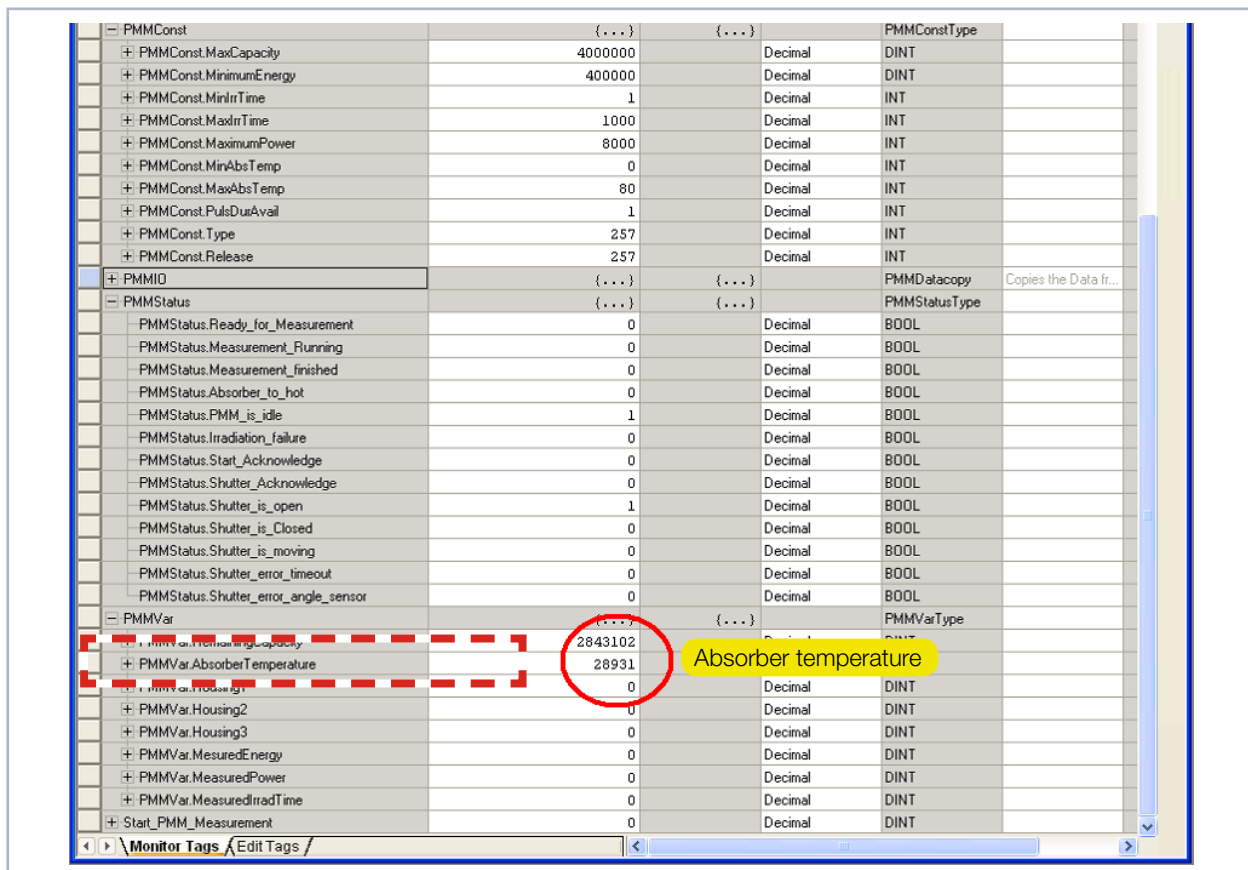 PMMConst {...} {...} PMMConstType
PMMConst.MaxCapacity 4000000 Decimal DINT
PMMConst.MinimumEnergy 400000 Decimal DINT
PMMConst.MinIrrTime 1 Decimal INT
PMMConst.MaxIrrTime 1000 Decimal INT
PMMConst.MaximumPower 8000 Decimal INT
PMMConst.MinAbsTemp 0 Decimal INT
PMMConst.MaxAbsTemp 80 Decimal INT
PMMConst.PulsDurAvail 1 Decimal INT
PMMConst.Type 257 Decimal INT
PMMConst.Release 257 Decimal INT
PMMIO {...} {...} PMMDatacopy Copies the Data fr...
PMMStatus {...} {...} PMMStatusType
PMMStatus.Ready_for_Measurement 0 Decimal BOOL
PMMStatus.Measurement_Running 0 Decimal BOOL
PMMStatus.Measurement_finished 0 Decimal BOOL
PMMStatus.Absorber_to_hot 0 Decimal BOOL
PMMStatus.PMM_is_idle 1 Decimal BOOL
PMMStatus.Irradiation_failure 0 Decimal BOOL
PMMStatus.Start_Acknowledge 0 Decimal BOOL
PMMStatus.Shutter_Acknowledge 0 Decimal BOOL
PMMStatus.Shutter_is_open 1 Decimal BOOL
PMMStatus.Shutter_is_Closed 0 Decimal BOOL
PMMStatus.Shutter_is_moving 0 Decimal BOOL
PMMStatus.Shutter_error_timeout 0 Decimal BOOL
PMMStatus.Shutter_error_angle_sensor 0 Decimal BOOL
PMMVar {...} {...} PMMVarType
PMMVar.RemainingCapacity 2843102 Decimal DINT
PMMVar.AbsorberTemperature 28931 Absorber temperature
PMMVar.Housing1 0 Decimal DINT
PMMVar.Housing2 0 Decimal DINT
PMMVar.Housing3 0 Decimal DINT
PMMVar.MesuredEnergy 0 Decimal DINT
PMMVar.MeasuredPower 0 Decimal DINT
PMMVar.MeasuredIrradTime 0 Decimal DINT
Start_PMM_Measurement 0 Decimal DINT
Monitor Tags Edit Tags